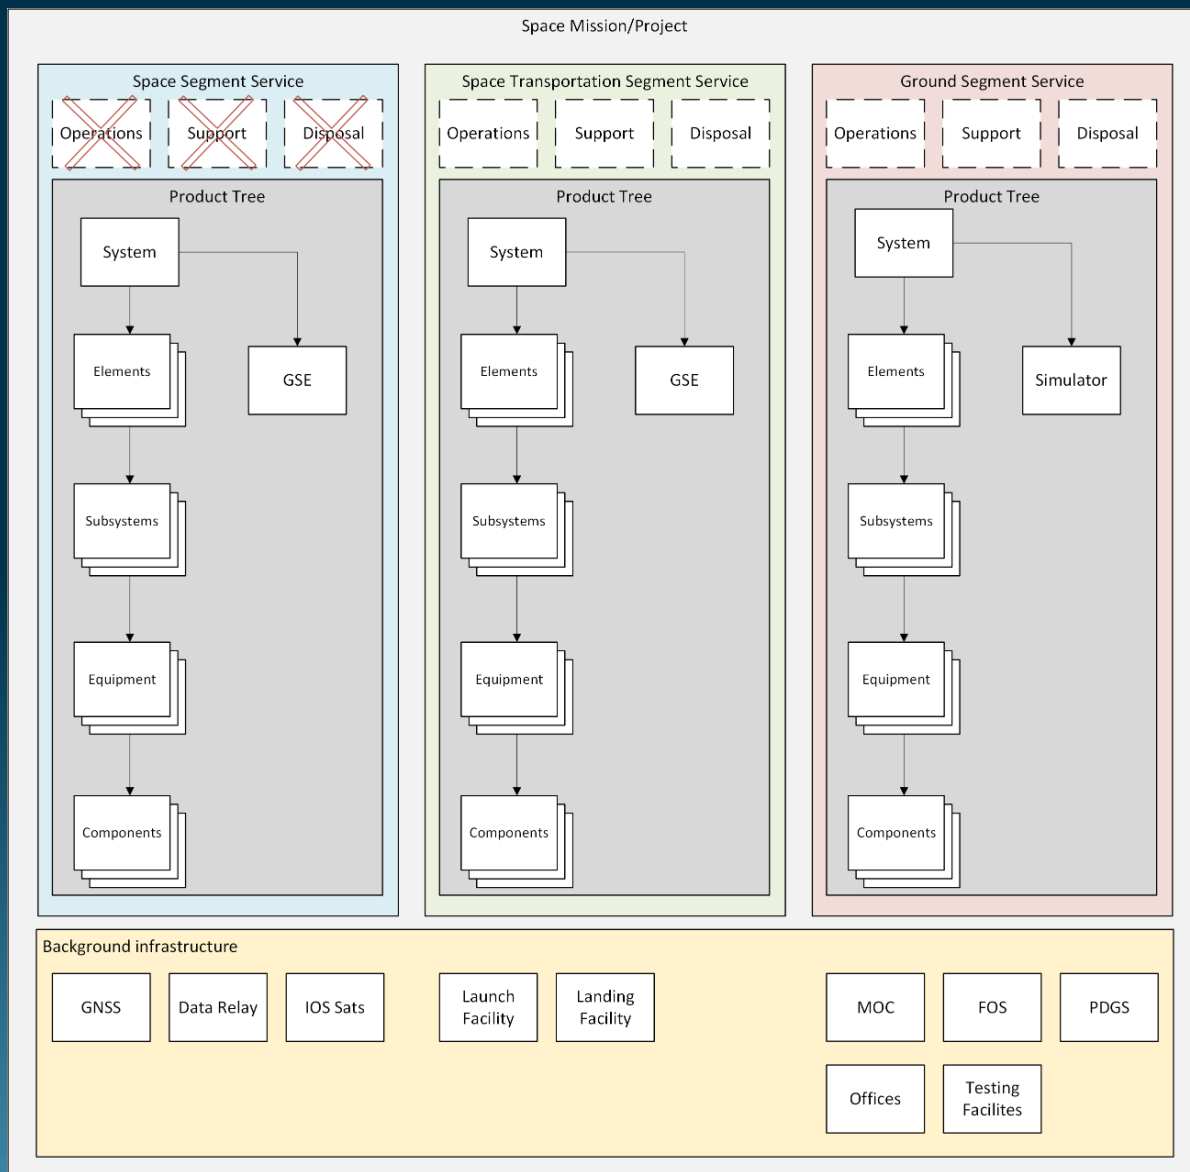 Space Mission/Project
Space Segment Service
Operations
Support
Disposal
Product Tree
System
Elements
GSE
Subsystems
Equipment
Components
Space Transportation Segment Service
Operations
Support
Disposal
Product Tree
System
Elements
GSE
Subsystems
Equipment
Components
Ground Segment Service
Operations
Support
Disposal
Product Tree
System
Elements
Simulator
Subsystems
Equipment
Components
Background infrastructure
GNSS
Data Relay
IOS Sats
Launch
Facility
Landing
Facility
MOC
FOS
PDGS
Offices
Testing
Facilites